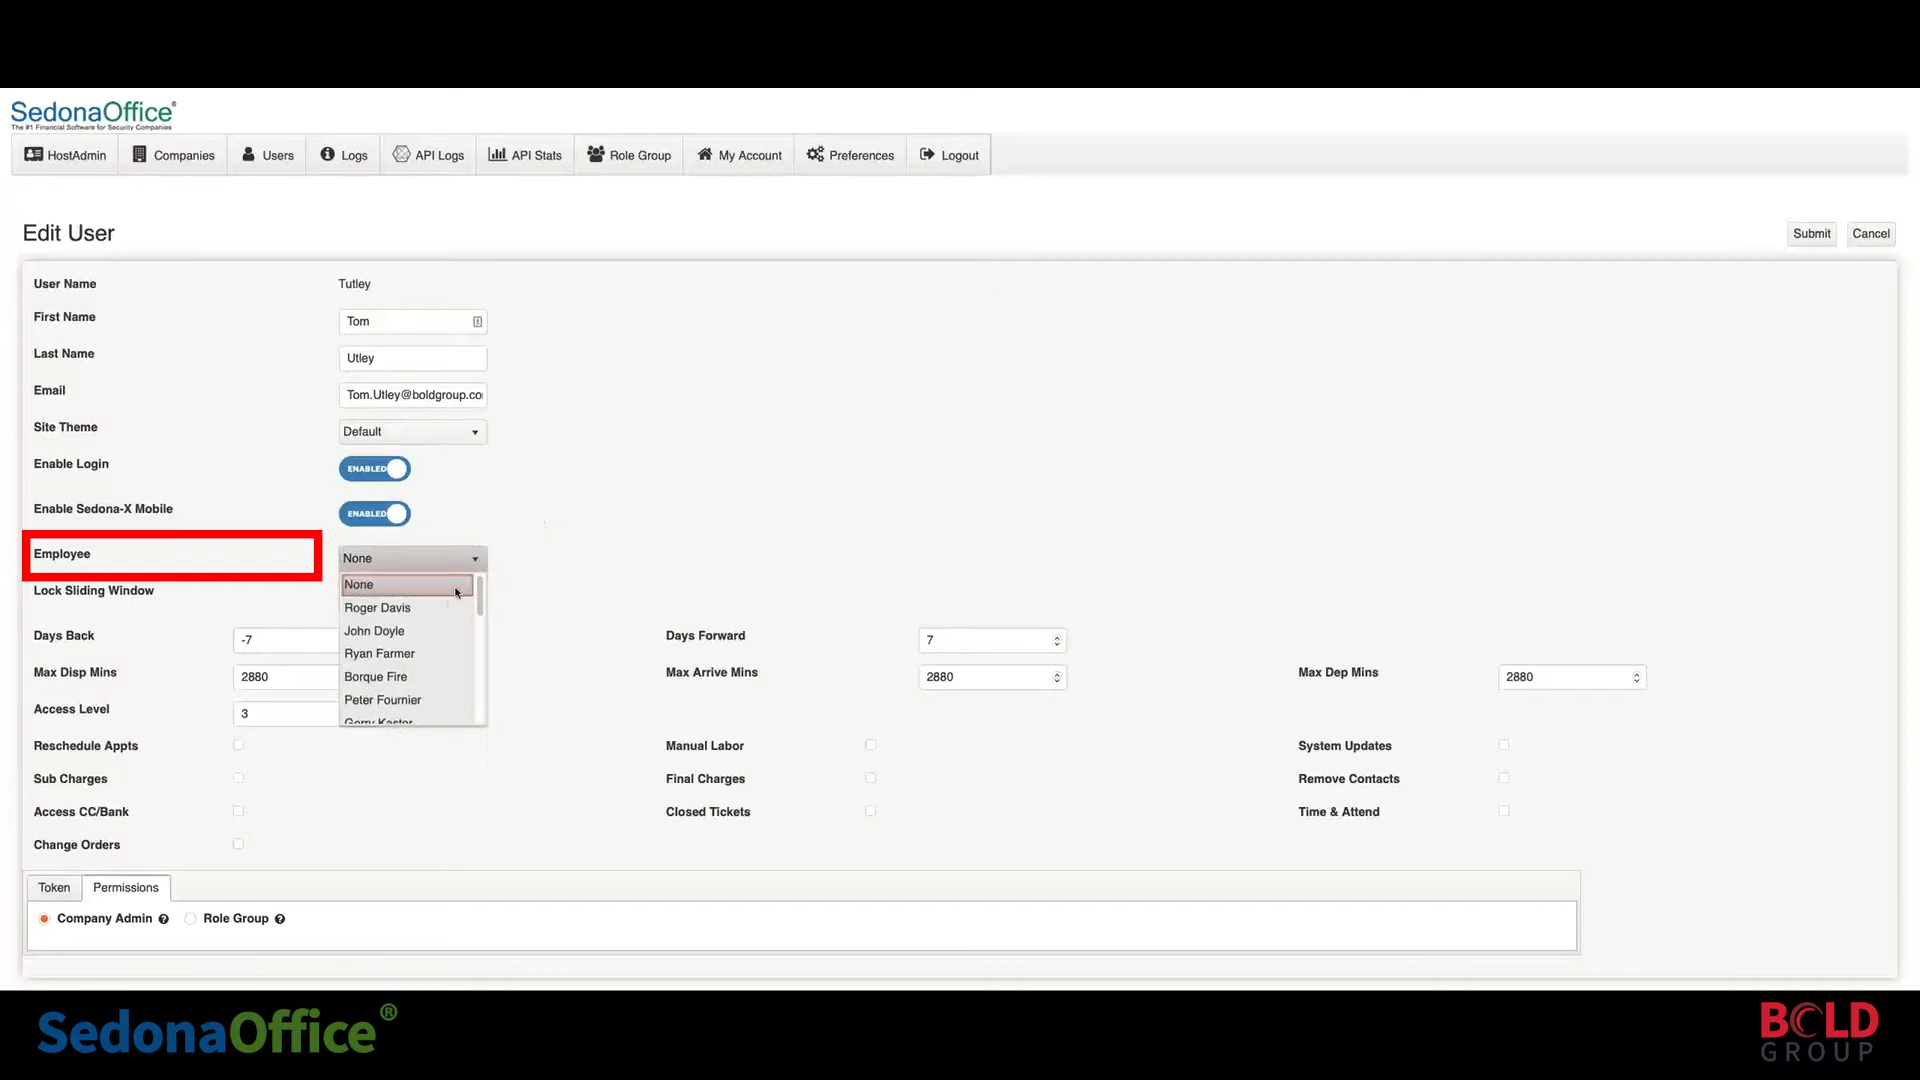 SedonaOffice®
The #1 Financial Software for Security Companies
HostAdmin Companies Users Logs API Logs API Stats Role Group My Account Preferences Logout
Edit User
Submit Cancel
User Name Tutley
First Name Tom
Last Name Utley
Email Tom.Utley@boldgroup.co
Site Theme Default
Enable Login ENABLED
Enable Sedona-X Mobile ENABLED
Employee None
None
Lock Sliding Window
Roger Davis
John Doyle
Ryan Farmer
Borque Fire
Peter Fournier
Gerry Kaster
Days Back -7 Days Forward 7
Max Disp Mins 2880 Max Arrive Mins 2880 Max Dep Mins 2880
Access Level 3
Reschedule Appts Manual Labor System Updates
Sub Charges Final Charges Remove Contacts
Access CC/Bank Closed Tickets Time & Attend
Change Orders
Token Permissions
Company Admin Role Group
SedonaOffice®
BOLD
GROUP